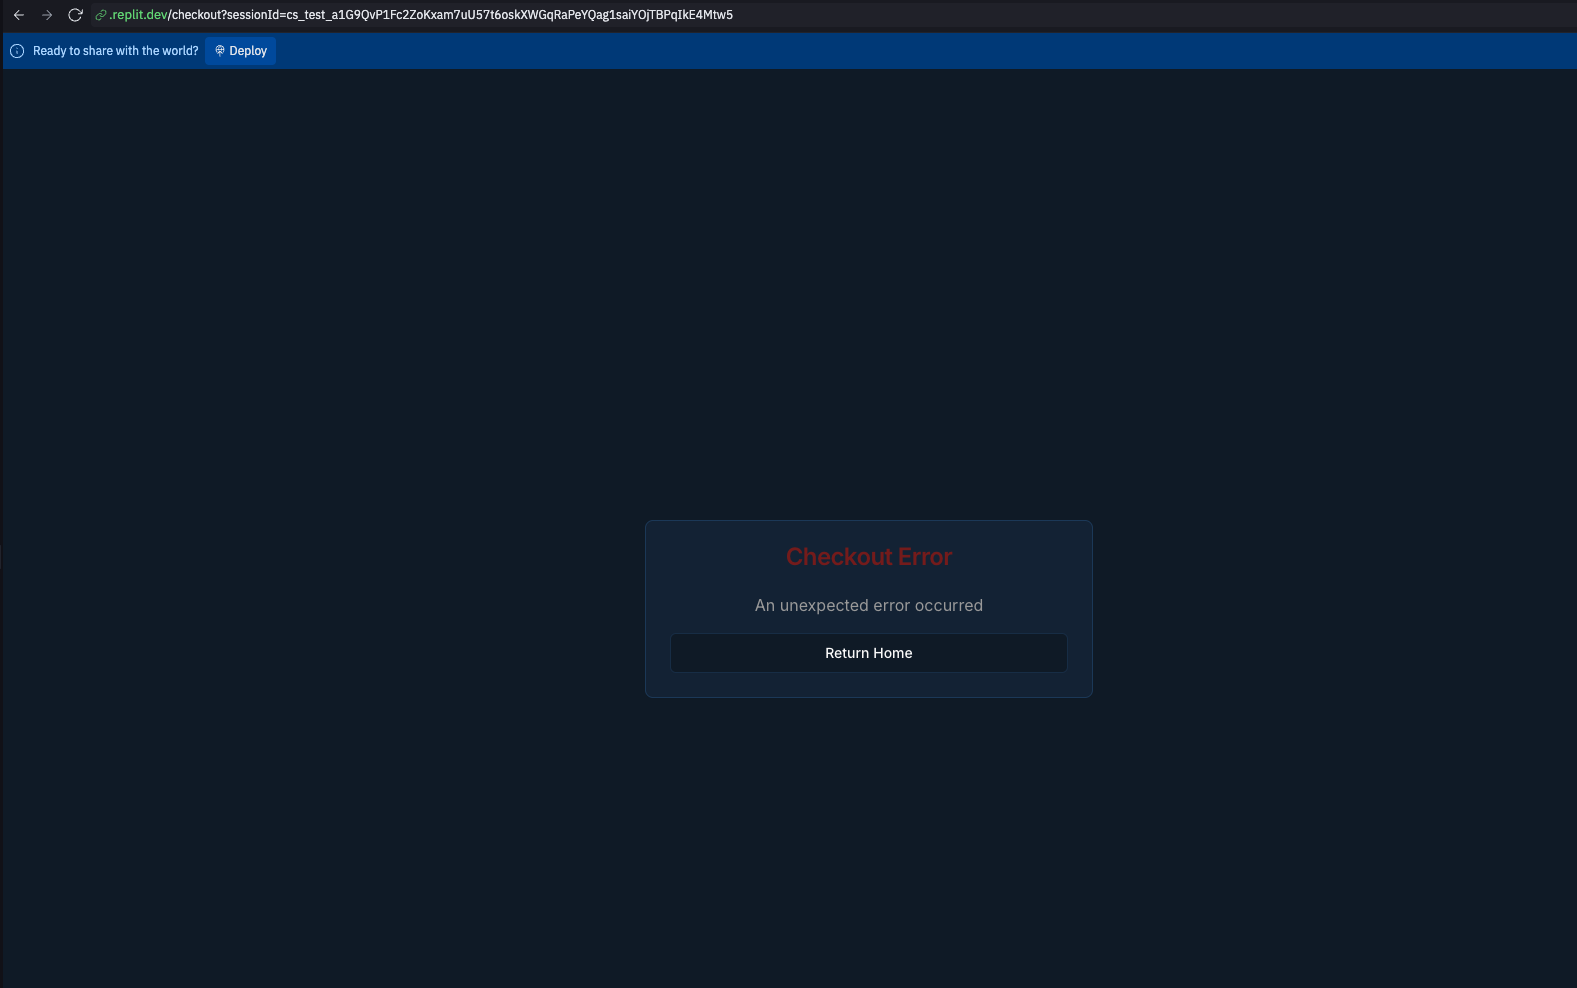 .replit.dev/checkout?sessionId=cs_test_a1G9QvP1Fc2ZoKxam7uU57t6oskXWGqRaPeYQag1saiYOjTBPqIkE4Mtw5
Ready to share with the world? Deploy
Checkout Error
An unexpected error occurred
Return Home